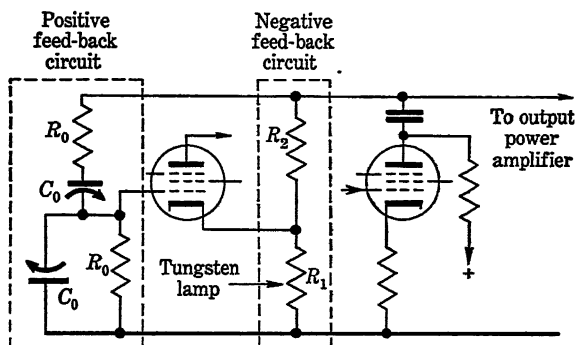 Positive
feed-back
circuit
Negative
feed-back
circuit
R₀
R₂
To output
power
amplifier
C₀
R₀
C₀
Tungsten
lamp
R₁
+